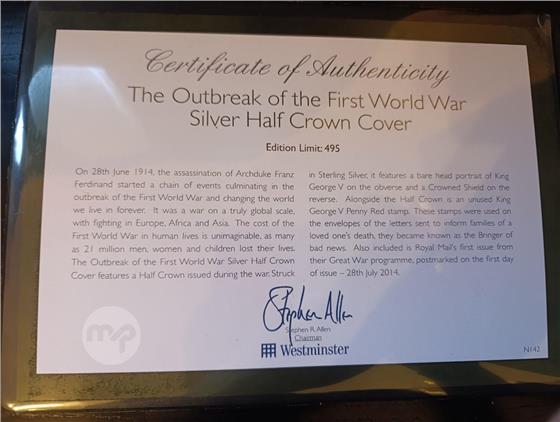 Certificate of Authenticity
The Outbreak of the First World War
Silver Half Crown Cover
Edition Limit: 495
On 28th June 1914, the assassination of Archduke Franz
Ferdinand started a chain of events culminating in the
outbreak of the First World War and changing the world
we live in forever. It was a war on a truly global scale,
with fighting in Europe, Africa and Asia. The cost of the
First World War in human lives is unimaginable, as many
as 21 million men, women and children lost their lives.
The Outbreak of the First World War Silver Half Crown
Cover features a Half Crown issued during the war. Struck
in Sterling Silver, it features a bare head portrait of King
George V on the obverse and a Crowned Shield on the
reverse. Alongside the Half Crown is an unused King
George V Penny Red stamp. These stamps were used on
the envelopes of the letters sent to inform familes of a
loved one's death, they became known as the Bringer of
bad news. Also included is Royal Mail's first issue from
their Great War programme, postmarked on the first day
of issue – 28th July 2014.
Stephen Allen
Stephen R. Allen
Chairman
Westminster
N142
mp